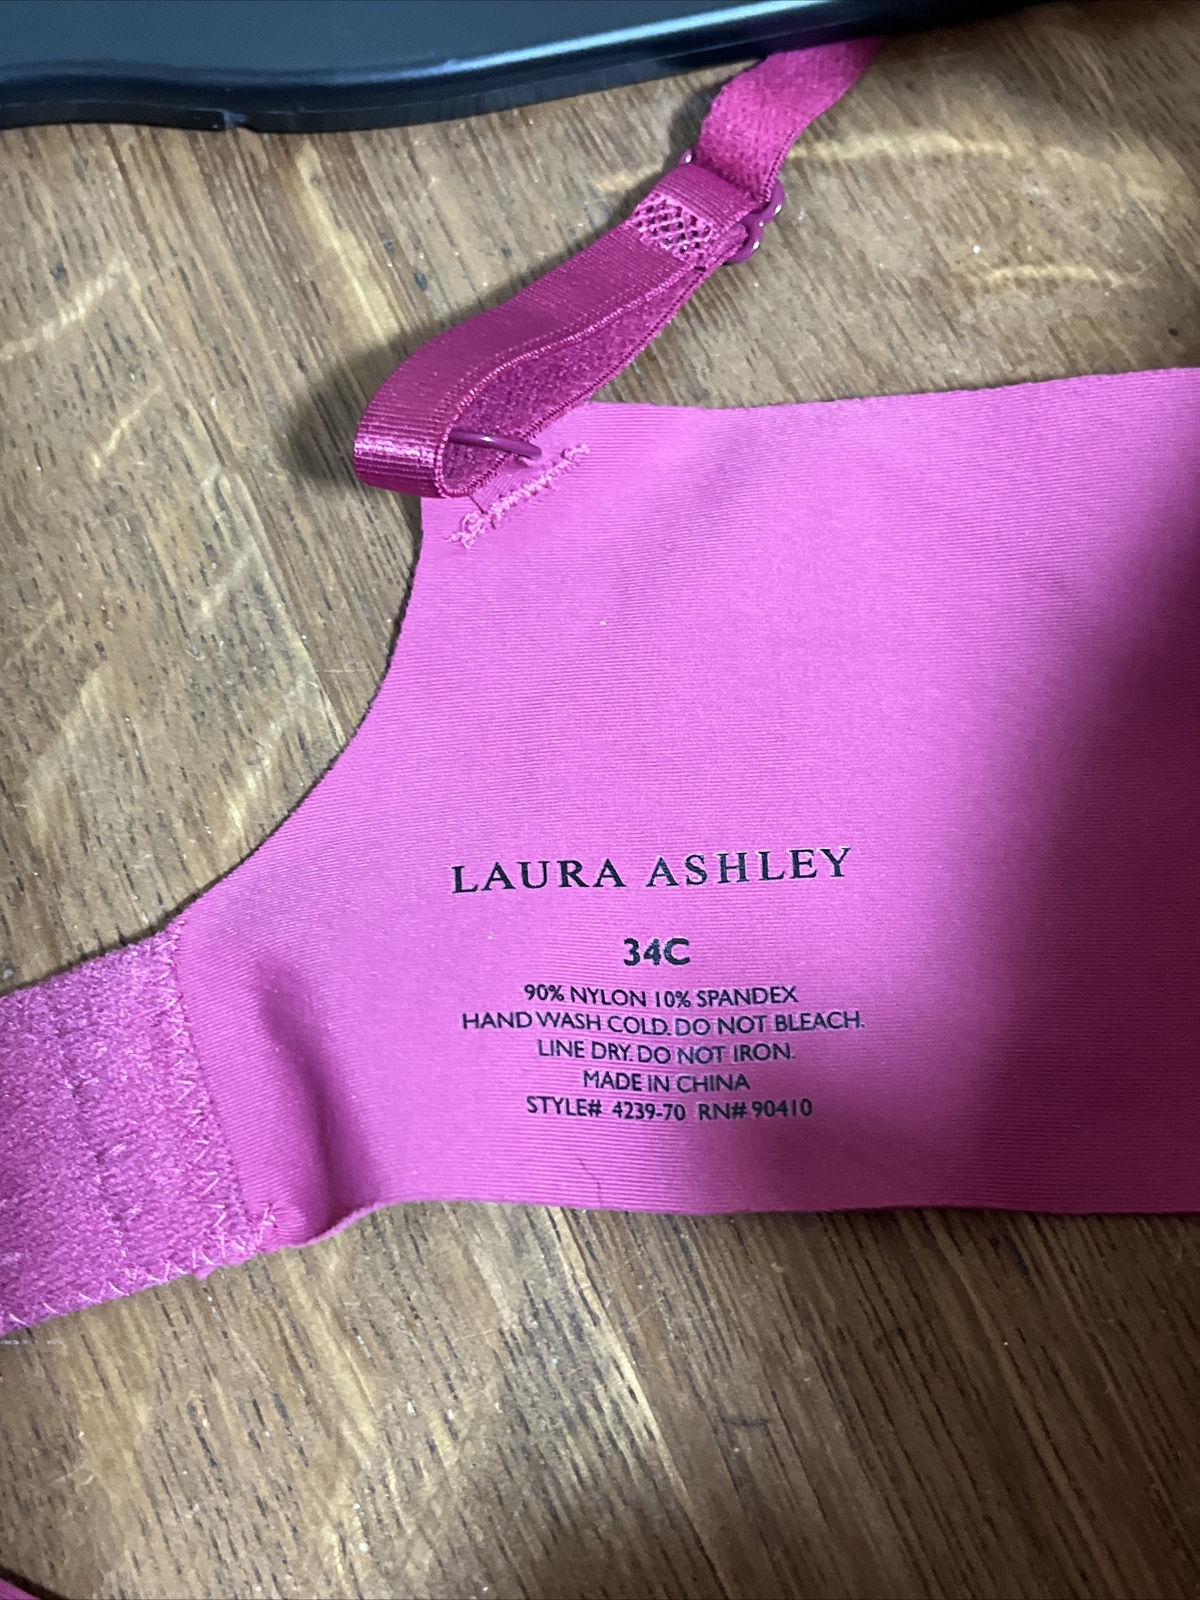 LAURA ASHLEY
34C
90% NYLON 10% SPANDEX
HAND WASH COLD. DO NOT BLEACH.
LINE DRY. DO NOT IRON.
MADE IN CHINA
STYLE# 4239-70 RN# 90410